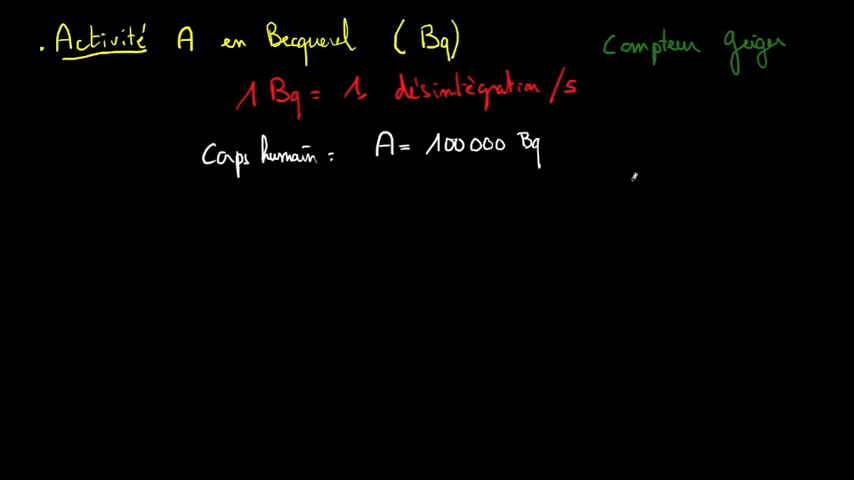 . Activité A en Becquerel (Bq)
Compteur Geiger
1 Bq = 1 désintégration /s
Corps humain : A = 100 000 Bq